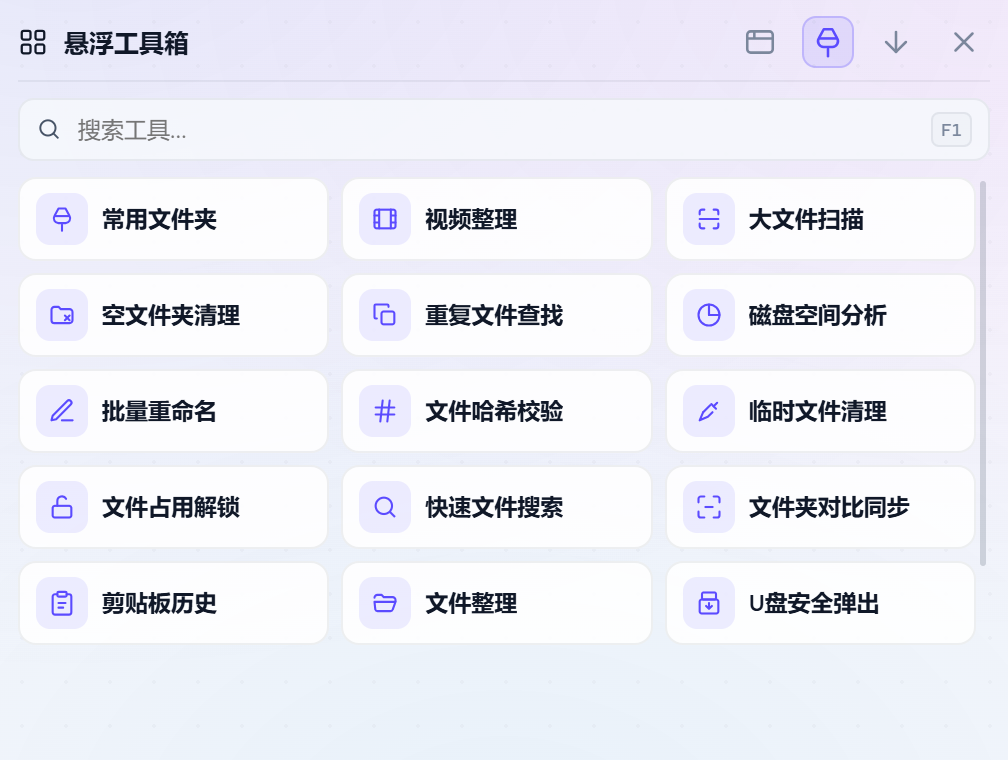 悬浮工具箱
搜索工具...
F1
常用文件夹
视频整理
大文件扫描
空文件夹清理
重复文件查找
磁盘空间分析
批量重命名
文件哈希校验
临时文件清理
文件占用解锁
快速文件搜索
文件夹对比同步
剪贴板历史
文件整理
U盘安全弹出